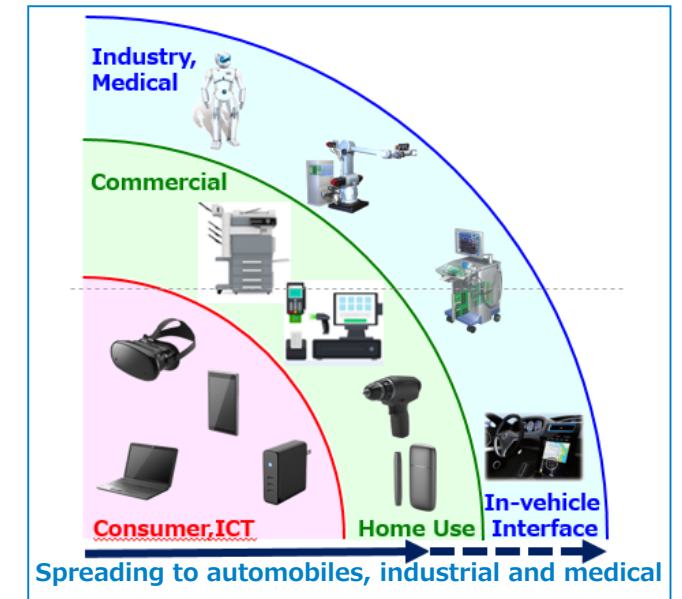 Industry,
Medical
Commercial
Consumer,ICT
Home Use
In-vehicle
Interface
Spreading to automobiles, industrial and medical